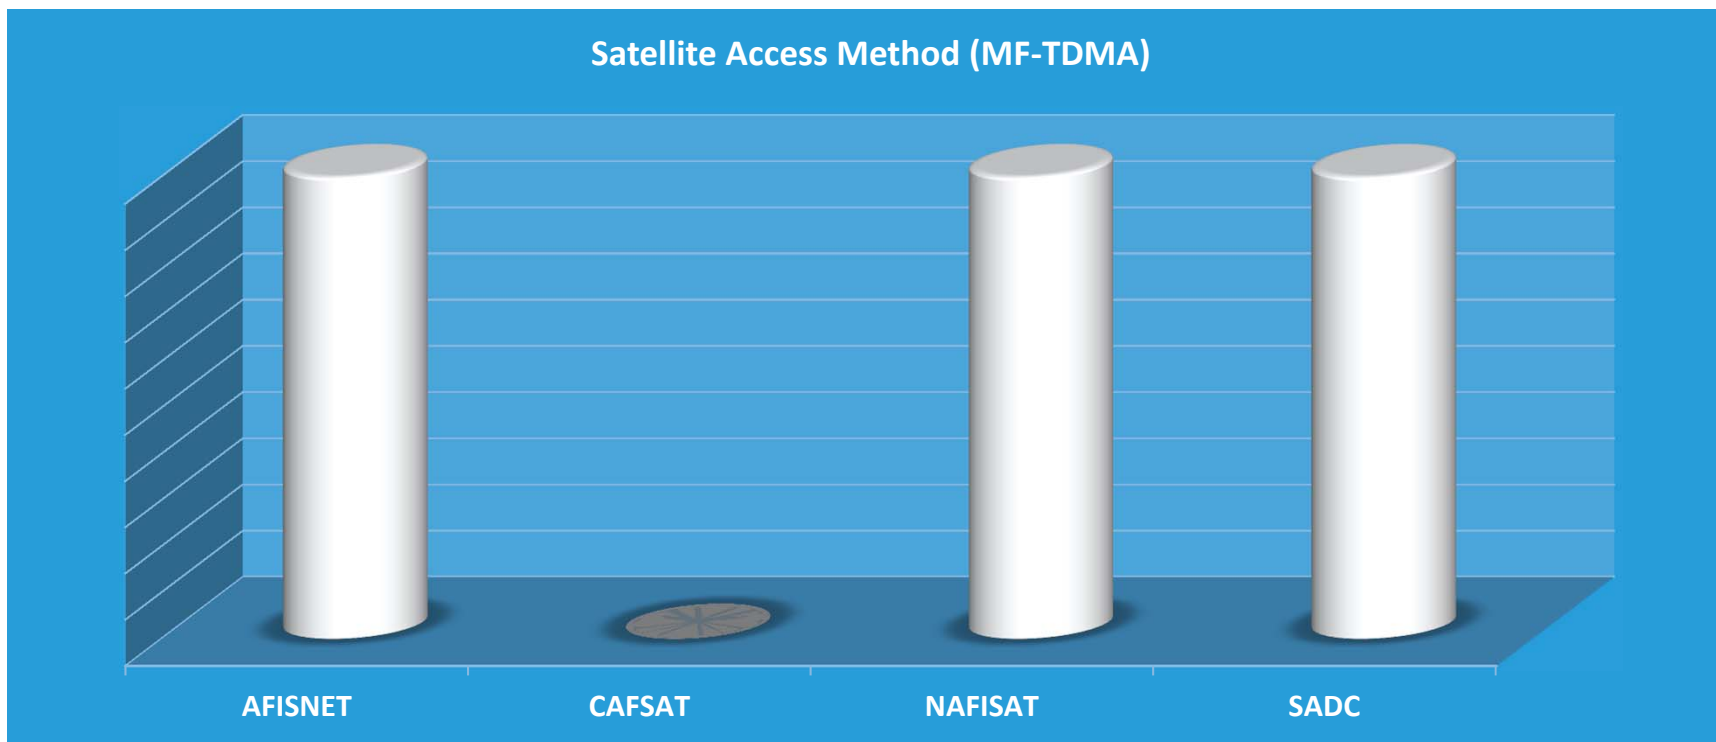 Satellite Access Method (MF-TDMA)
AFISNET CAFSAT NAFISAT SADC